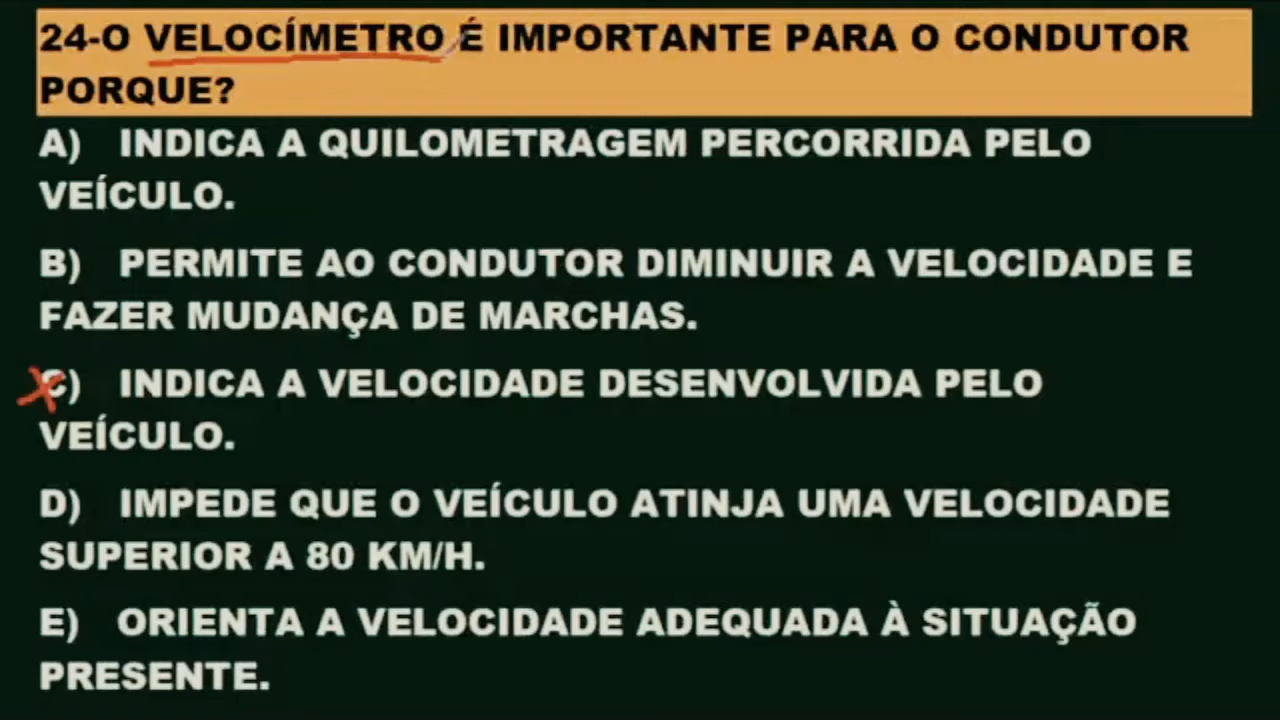 24-O VELOCÍMETRO É IMPORTANTE PARA O CONDUTOR
PORQUE?
A) INDICA A QUILOMETRAGEM PERCORRIDA PELO
VEÍCULO.
B) PERMITE AO CONDUTOR DIMINUIR A VELOCIDADE E
FAZER MUDANÇA DE MARCHAS.
C) INDICA A VELOCIDADE DESENVOLVIDA PELO
VEÍCULO.
D) IMPEDE QUE O VEÍCULO ATINJA UMA VELOCIDADE
SUPERIOR A 80 KM/H.
E) ORIENTA A VELOCIDADE ADEQUADA À SITUAÇÃO
PRESENTE.